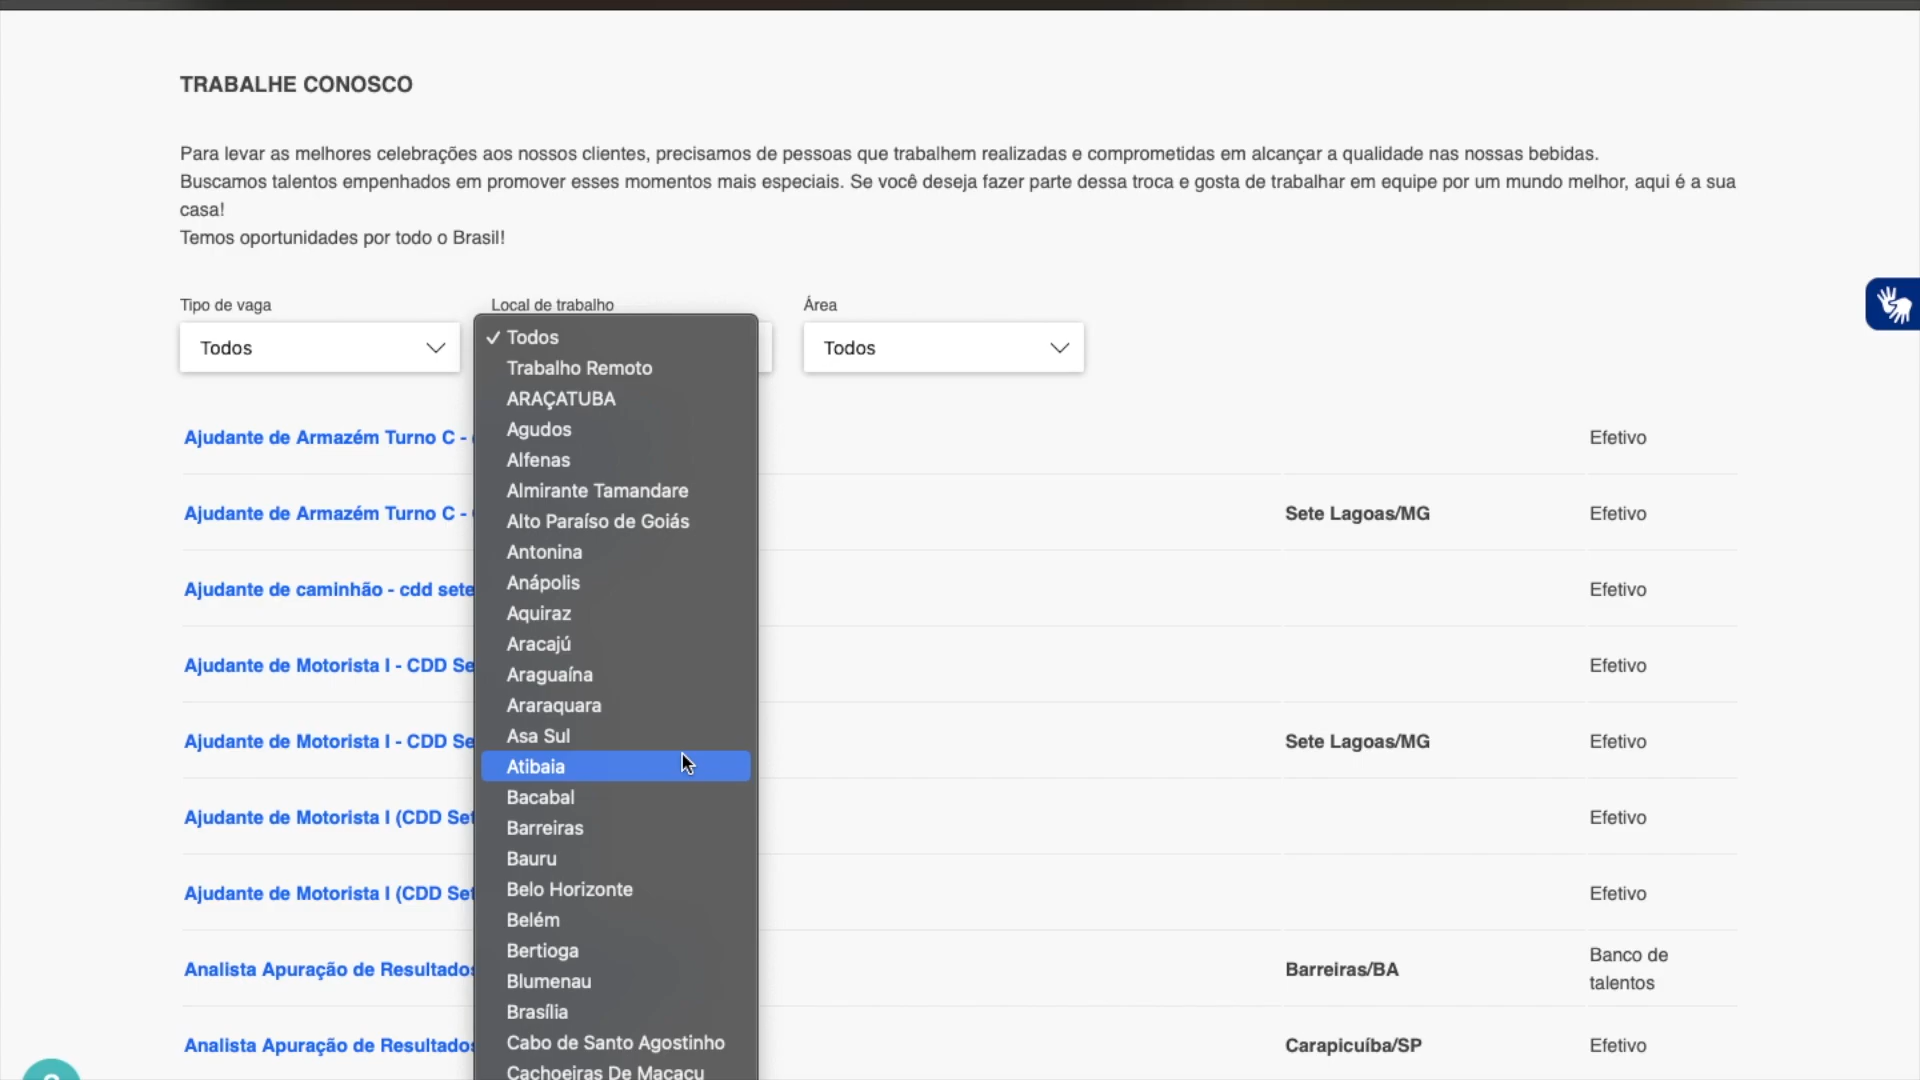 TRABALHE CONOSCO
Para levar as melhores celebrações aos nossos clientes, precisamos de pessoas que trabalhem realizadas e comprometidas em alcançar a qualidade nas nossas bebidas.
Buscamos talentos empenhados em promover esses momentos mais especiais. Se você deseja fazer parte dessa troca e gosta de trabalhar em equipe por um mundo melhor, aqui é a sua
casa!
Temos oportunidades por todo o Brasil!
Tipo de vaga
Todos
Local de trabalho
✓ Todos
Trabalho Remoto
ARAÇATUBA
Agudos
Alfenas
Almirante Tamandare
Alto Paraíso de Goiás
Antonina
Anápolis
Aquiraz
Aracajú
Araguaína
Araraquara
Asa Sul
Atibaia
Bacabal
Barreiras
Bauru
Belo Horizonte
Belém
Bertioga
Blumenau
Brasília
Cabo de Santo Agostinho
Cachoeiras De Macacu
Área
Todos
Ajudante de Armazém Turno C -
Efetivo
Ajudante de Armazém Turno C -
Sete Lagoas/MG
Efetivo
Ajudante de caminhão - cdd sete
Efetivo
Ajudante de Motorista I - CDD Se
Efetivo
Ajudante de Motorista I - CDD Se
Sete Lagoas/MG
Efetivo
Ajudante de Motorista I (CDD Set
Efetivo
Ajudante de Motorista I (CDD Set
Efetivo
Analista Apuração de Resultados
Barreiras/BA
Banco de
talentos
Analista Apuração de Resultados
Carapicuíba/SP
Efetivo